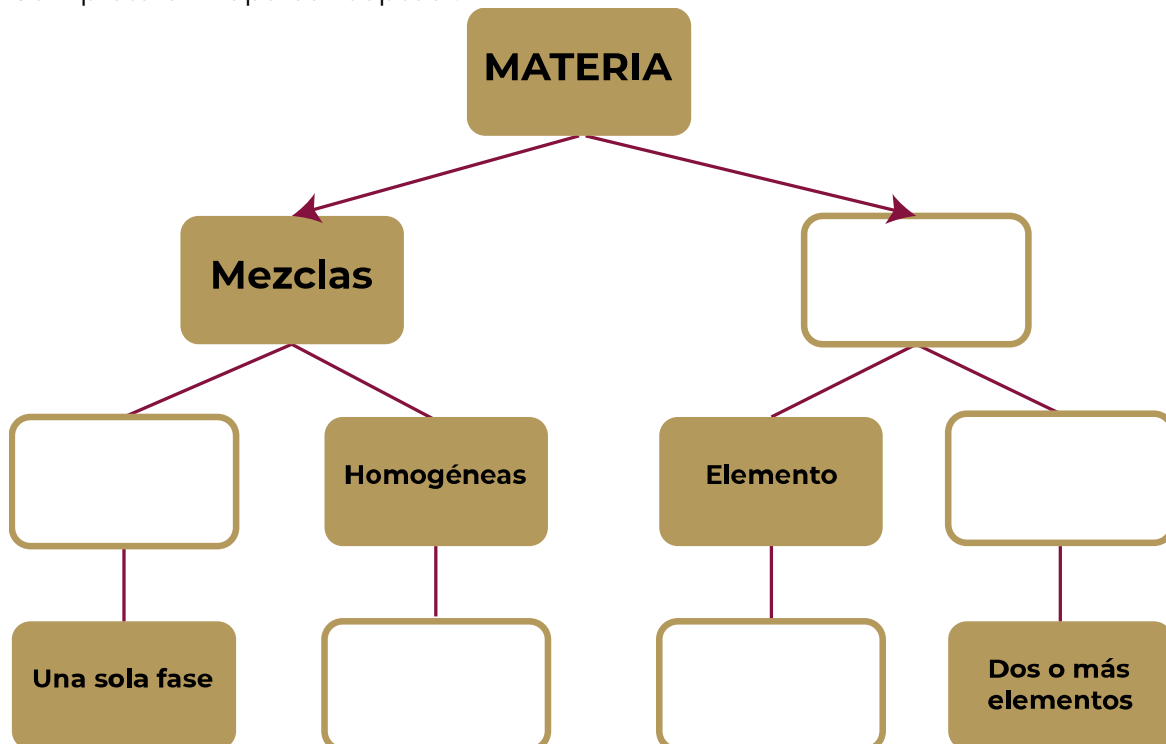 MATERIA
Mezclas
Homogéneas
Elemento
Una sola fase
Dos o más
elementos